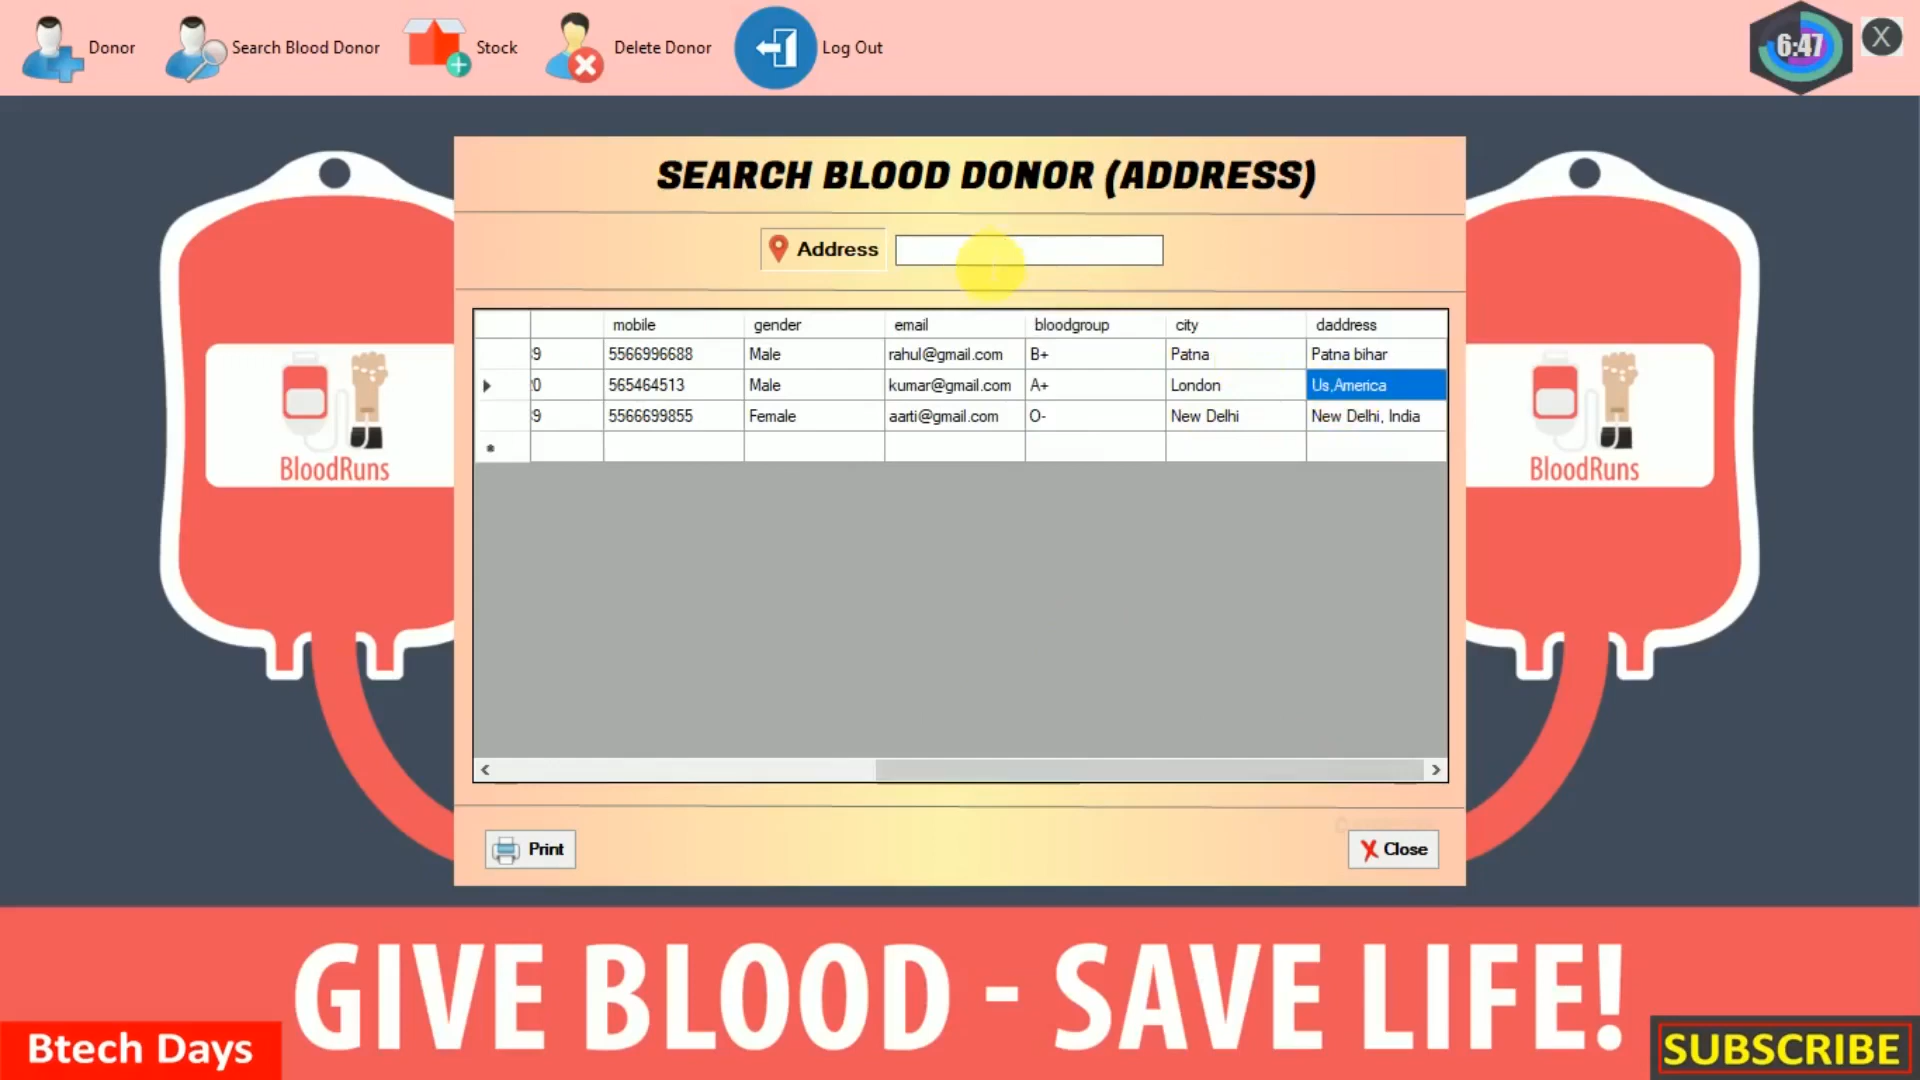 Donor Search Blood Donor Stock Delete Donor Log Out 6:47 X
SEARCH BLOOD DONOR (ADDRESS)
Address
mobile gender email bloodgroup city daddress
39 5566996688 Male rahul@gmail.com B+ Patna Patna bihar
20 565464513 Male kumar@gmail.com A+ London Us,America
39 5566699855 Female aarti@gmail.com O- New Delhi New Delhi, India
BloodRuns BloodRuns
Print Close
GIVE BLOOD - SAVE LIFE!
Btech Days SUBSCRIBE